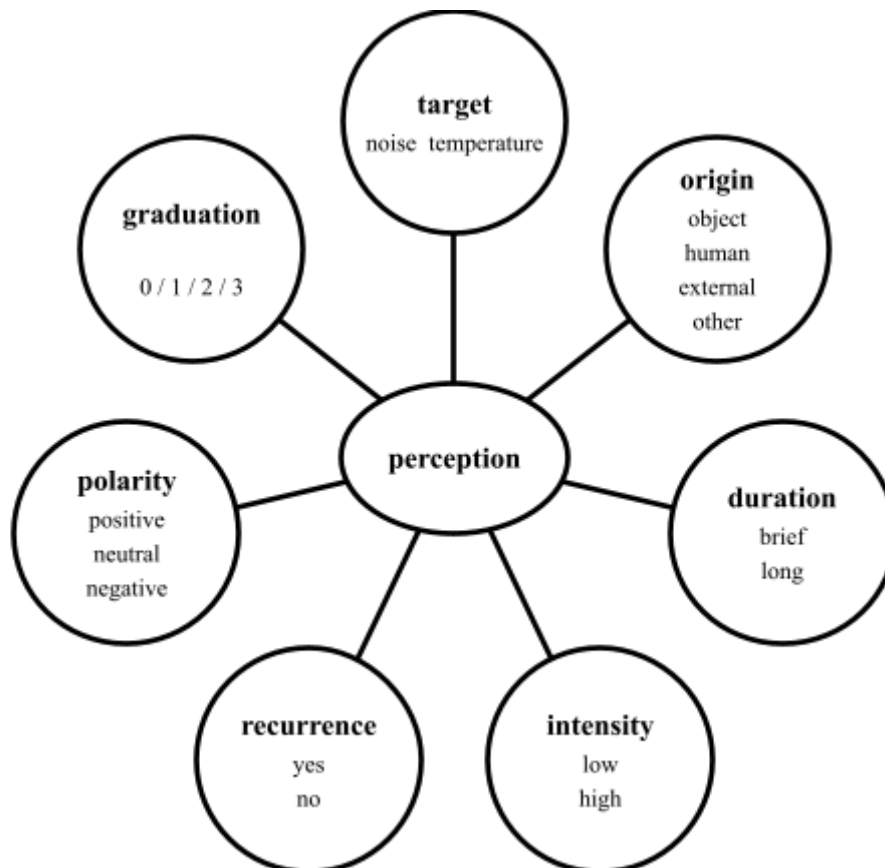 target
noise temperature
origin
object
human
external
other
graduation
0 / 1 / 2 / 3
perception
polarity
positive
neutral
negative
duration
brief
long
recurrence
yes
no
intensity
low
high